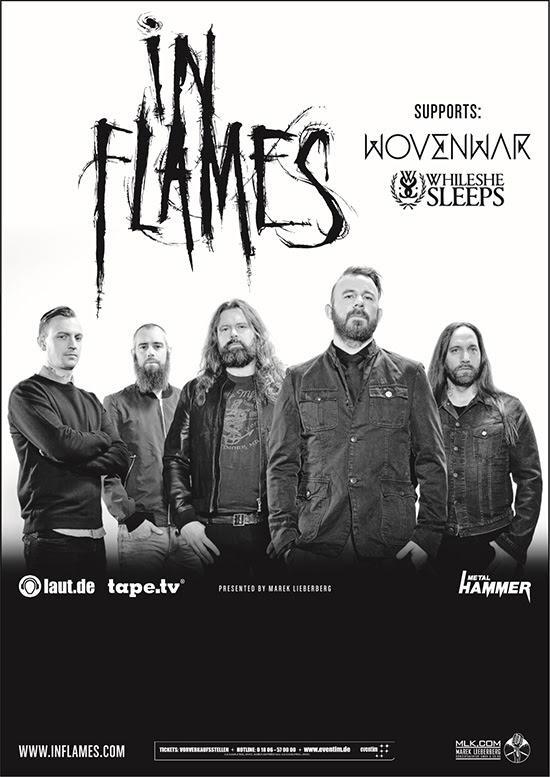 iN
FLAMES
SUPPORTS:
WOVENWAR
WHILE SHE
SLEEPS
laut.de tape.tv®
PRESENTED BY MAREK LIEBERBERG
METAL
HAMMER
WWW.INFLAMES.COM
TICKETS: VORVERKAUFSSTELLEN • HOTLINE: 0 18 06 - 57 00 00 • www.eventim.de eventim
MLK.COM
MAREK LIEBERBERG